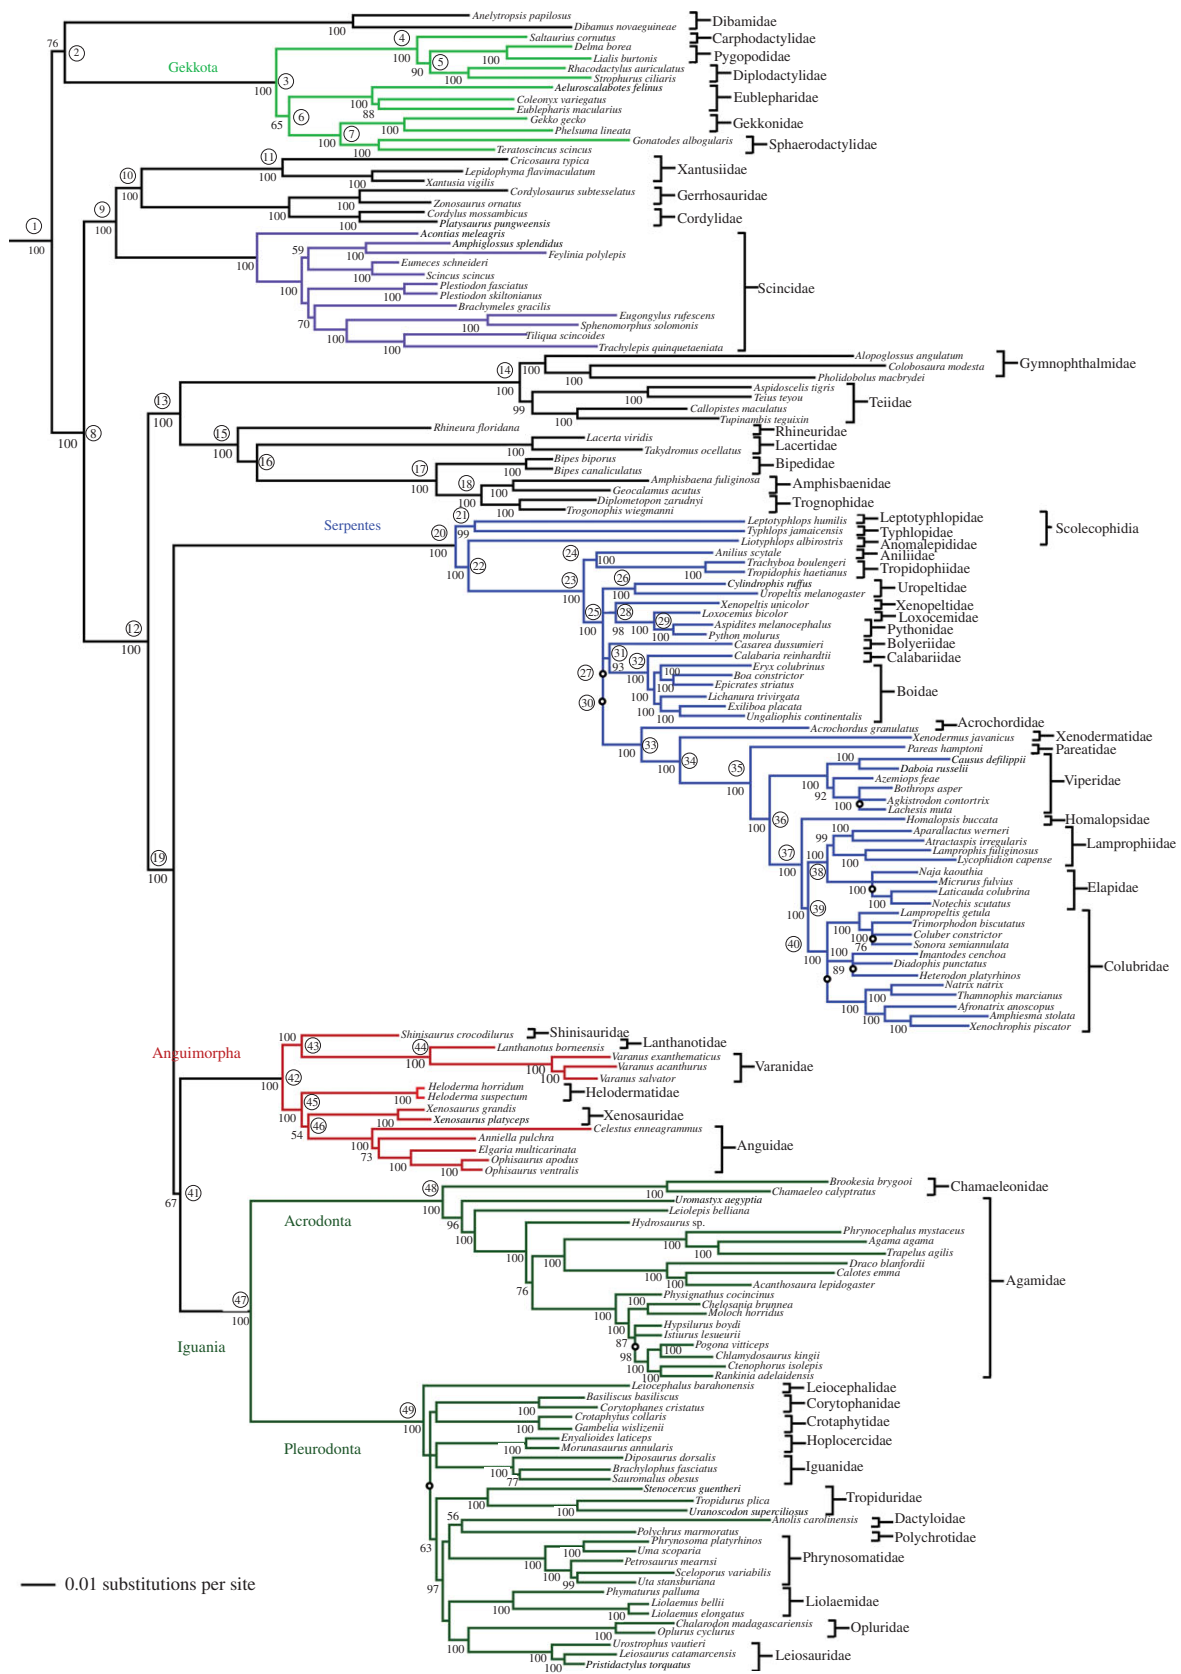 Anelytropsis papilosus
Dibamus novaeguineae
Dibamidae
100
76
2
Saltaurius cornutus
Carphodactylidae
4
100
Delma borea
Lialis burtonis
Pygopodidae
100
5
90
Rhacodactylus auriculatus
Strophurus ciliaris
Diplodactylidae
100
Gekkota
3
100
Aeluroscalabotes felinus
Coleonyx variegatus
Eublepharis macularius
Eublepharidae
100
88
6
65
Gekko gecko
Phelsuma lineata
Gekkonidae
100
7
100
Gonatodes albogularis
Teratoscincus scincus
Sphaerodactylidae
100
11
Cricosaura typica
Lepidophyma flavimaculatum
Xantusia vigilis
Xantusiidae
100
100
10
100
Cordylosaurus subtesselatus
Zonosaurus ornatus
Gerrhosauridae
100
100
Cordylus mossambicus
Platysaurus pungweensis
Cordylidae
100
9
100
1
100
Acontias meleagris
Amphiglossus splendidus
Feylinia polylepis
Eumeces schneideri
Scincus scincus
Plestiodon fasciatus
Plestiodon skiltonianus
Brachymeles gracilis
Eugongylus rufescens
Sphenomorphus solomonis
Tiliqua scincoides
Trachylepis quinquetaeniata
Scincidae
59
100
100
100
100
100
100
70
100
100
100
Alopoglossus angulatum
Colobosaura modesta
Pholidobolus macbrydei
Gymnophthalmidae
14
100
100
100
Aspidoscelis tigris
Teius teyou
Callopistes maculatus
Tupinambis teguixin
Teiidae
100
99
100
13
100
8
100
Rhineura floridana
Rhineuridae
15
100
Lacerta viridis
Takydromus ocellatus
Lacertidae
100
16
Bipes biporus
Bipes canaliculatus
Bipedidae
100
17
100
Amphisbaena fuliginosa
Geocalamus acutus
Amphisbaenidae
18
100
100
Diplometopon zarudnyi
Trogonophis wiegmanni
Trognophidae
100
Serpentes
20
100
21
99
Leptotyphlops humilis
Leptotyphlopidae
Typhlops jamaicensis
Typhlopidae
Liotyphlops albirostris
Anomalepididae
Scolecophidia
22
100
Anilius scytale
Aniliidae
24
100
Trachyboa boulengeri
Tropidophis haetianus
Tropidophiidae
100
23
100
Cylindrophis ruffus
Uropeltis melanogaster
Uropeltidae
26
100
25
100
Xenopeltis unicolor
Xenopeltidae
28
98
Loxocemus bicolor
Loxocemidae
29
100
Aspidites melanocephalus
Python molurus
Pythonidae
100
Casarea dussumieri
Bolyeriidae
31
93
32
Calabaria reinhardtii
Calabariidae
27
30
Eryx colubrinus
Boa constrictor
Epicrates striatus
Lichanura trivirgata
Exiliboa placata
Ungaliophis continentalis
Boidae
100
100
100
100
100
Acrochordus granulatus
Acrochordidae
33
100
Xenodermus javanicus
Xenodermatidae
34
100
Pareas hamptoni
Pareatidae
35
100
Causus defilippii
Daboia russelii
Azemiops feae
Bothrops asper
Agkistrodon contortrix
Lachesis muta
Viperidae
100
100
92
100
36
100
Homalopsis buccata
Homalopsidae
37
100
Aparallactus werneri
Atractaspis irregularis
Lamprophis fuliginosus
Lycophidion capense
Lamprophiidae
100
99
100
100
38
Naja kaouthia
Micrurus fulvius
Laticauda colubrina
Notechis scutatus
Elapidae
100
100
39
100
Lampropeltis getula
Trimorphodon biscutatus
Coluber constrictor
Sonora semiannulata
Imantodes cenchoa
Diadophis punctatus
Heterodon platyrhinos
Natrix natrix
Thamnophis marcianus
Afronatrix anoscopus
Amphiesma stolata
Xenochrophis piscator
Colubridae
40
100
100
76
100
89
100
100
100
100
12
100
19
100
Anguimorpha
Shinisaurus crocodilurus
Shinisauridae
100
43
44
100
Lanthanotus borneensis
Lanthanotidae
Varanus exanthematicus
Varanus acanthurus
Varanus salvator
Varanidae
100
100
42
100
Heloderma horridum
Heloderma suspectum
Helodermatidae
100
45
100
Xenosaurus grandis
Xenosaurus platyceps
Xenosauridae
100
46
54
Celestus enneagrammus
Anniella pulchra
Elgaria multicarinata
Ophisaurus apodus
Ophisaurus ventralis
Anguidae
100
73
100
100
67
41
Brookesia brygooi
Chamaeleo calyptratus
Chamaeleonidae
100
48
100
Acrodonta
Uromastyx aegyptia
Leiolepis belliana
Hydrosaurus sp.
Phrynocephalus mystaceus
Agama agama
Trapelus agilis
Draco blanfordii
Calotes emma
Acanthosaura lepidogaster
Physignathus cocincinus
Chelosania brunnea
Moloch horridus
Hypsilurus boydi
Istiurus lesueurii
Pogona vitticeps
Chlamydosaurus kingii
Ctenophorus isolepis
Rankinia adelaidensis
Agamidae
96
100
100
100
100
100
100
100
76
100
100
100
87
98
100
100
100
47
100
Iguania
Leiocephalus barahonensis
Leiocephalidae
49
100
Pleurodonta
Basiliscus basiliscus
Corytophanes cristatus
Corytophanidae
100
Crotaphytus collaris
Gambelia wislizenii
Crotaphytidae
100
Enyalioides laticeps
Morunasaurus annularis
Hoplocercidae
100
Diposaurus dorsalis
Brachylophus fasciatus
Sauromalus obesus
Iguanidae
100
77
Stenocercus guentheri
Tropidurus plica
Uranoscodon superciliosus
Tropiduridae
100
100
Anolis carolinensis
Dactyloidae
56
Polychrus marmoratus
Polychrotidae
63
Phrynosoma platyrhinos
Uma scoparia
Petrosaurus mearnsi
Sceloporus variabilis
Uta stansburiana
Phrynosomatidae
100
100
100
99
97
Phymaturus palluma
Liolaemus bellii
Liolaemus elongatus
Liolaemidae
100
100
Chalarodon madagascariensis
Oplurus cyclurus
Opluridae
100
100
Urostrophus vautieri
Leiosaurus catamarcensis
Pristidactylus torquatus
Leiosauridae
100
100
0.01 substitutions per site